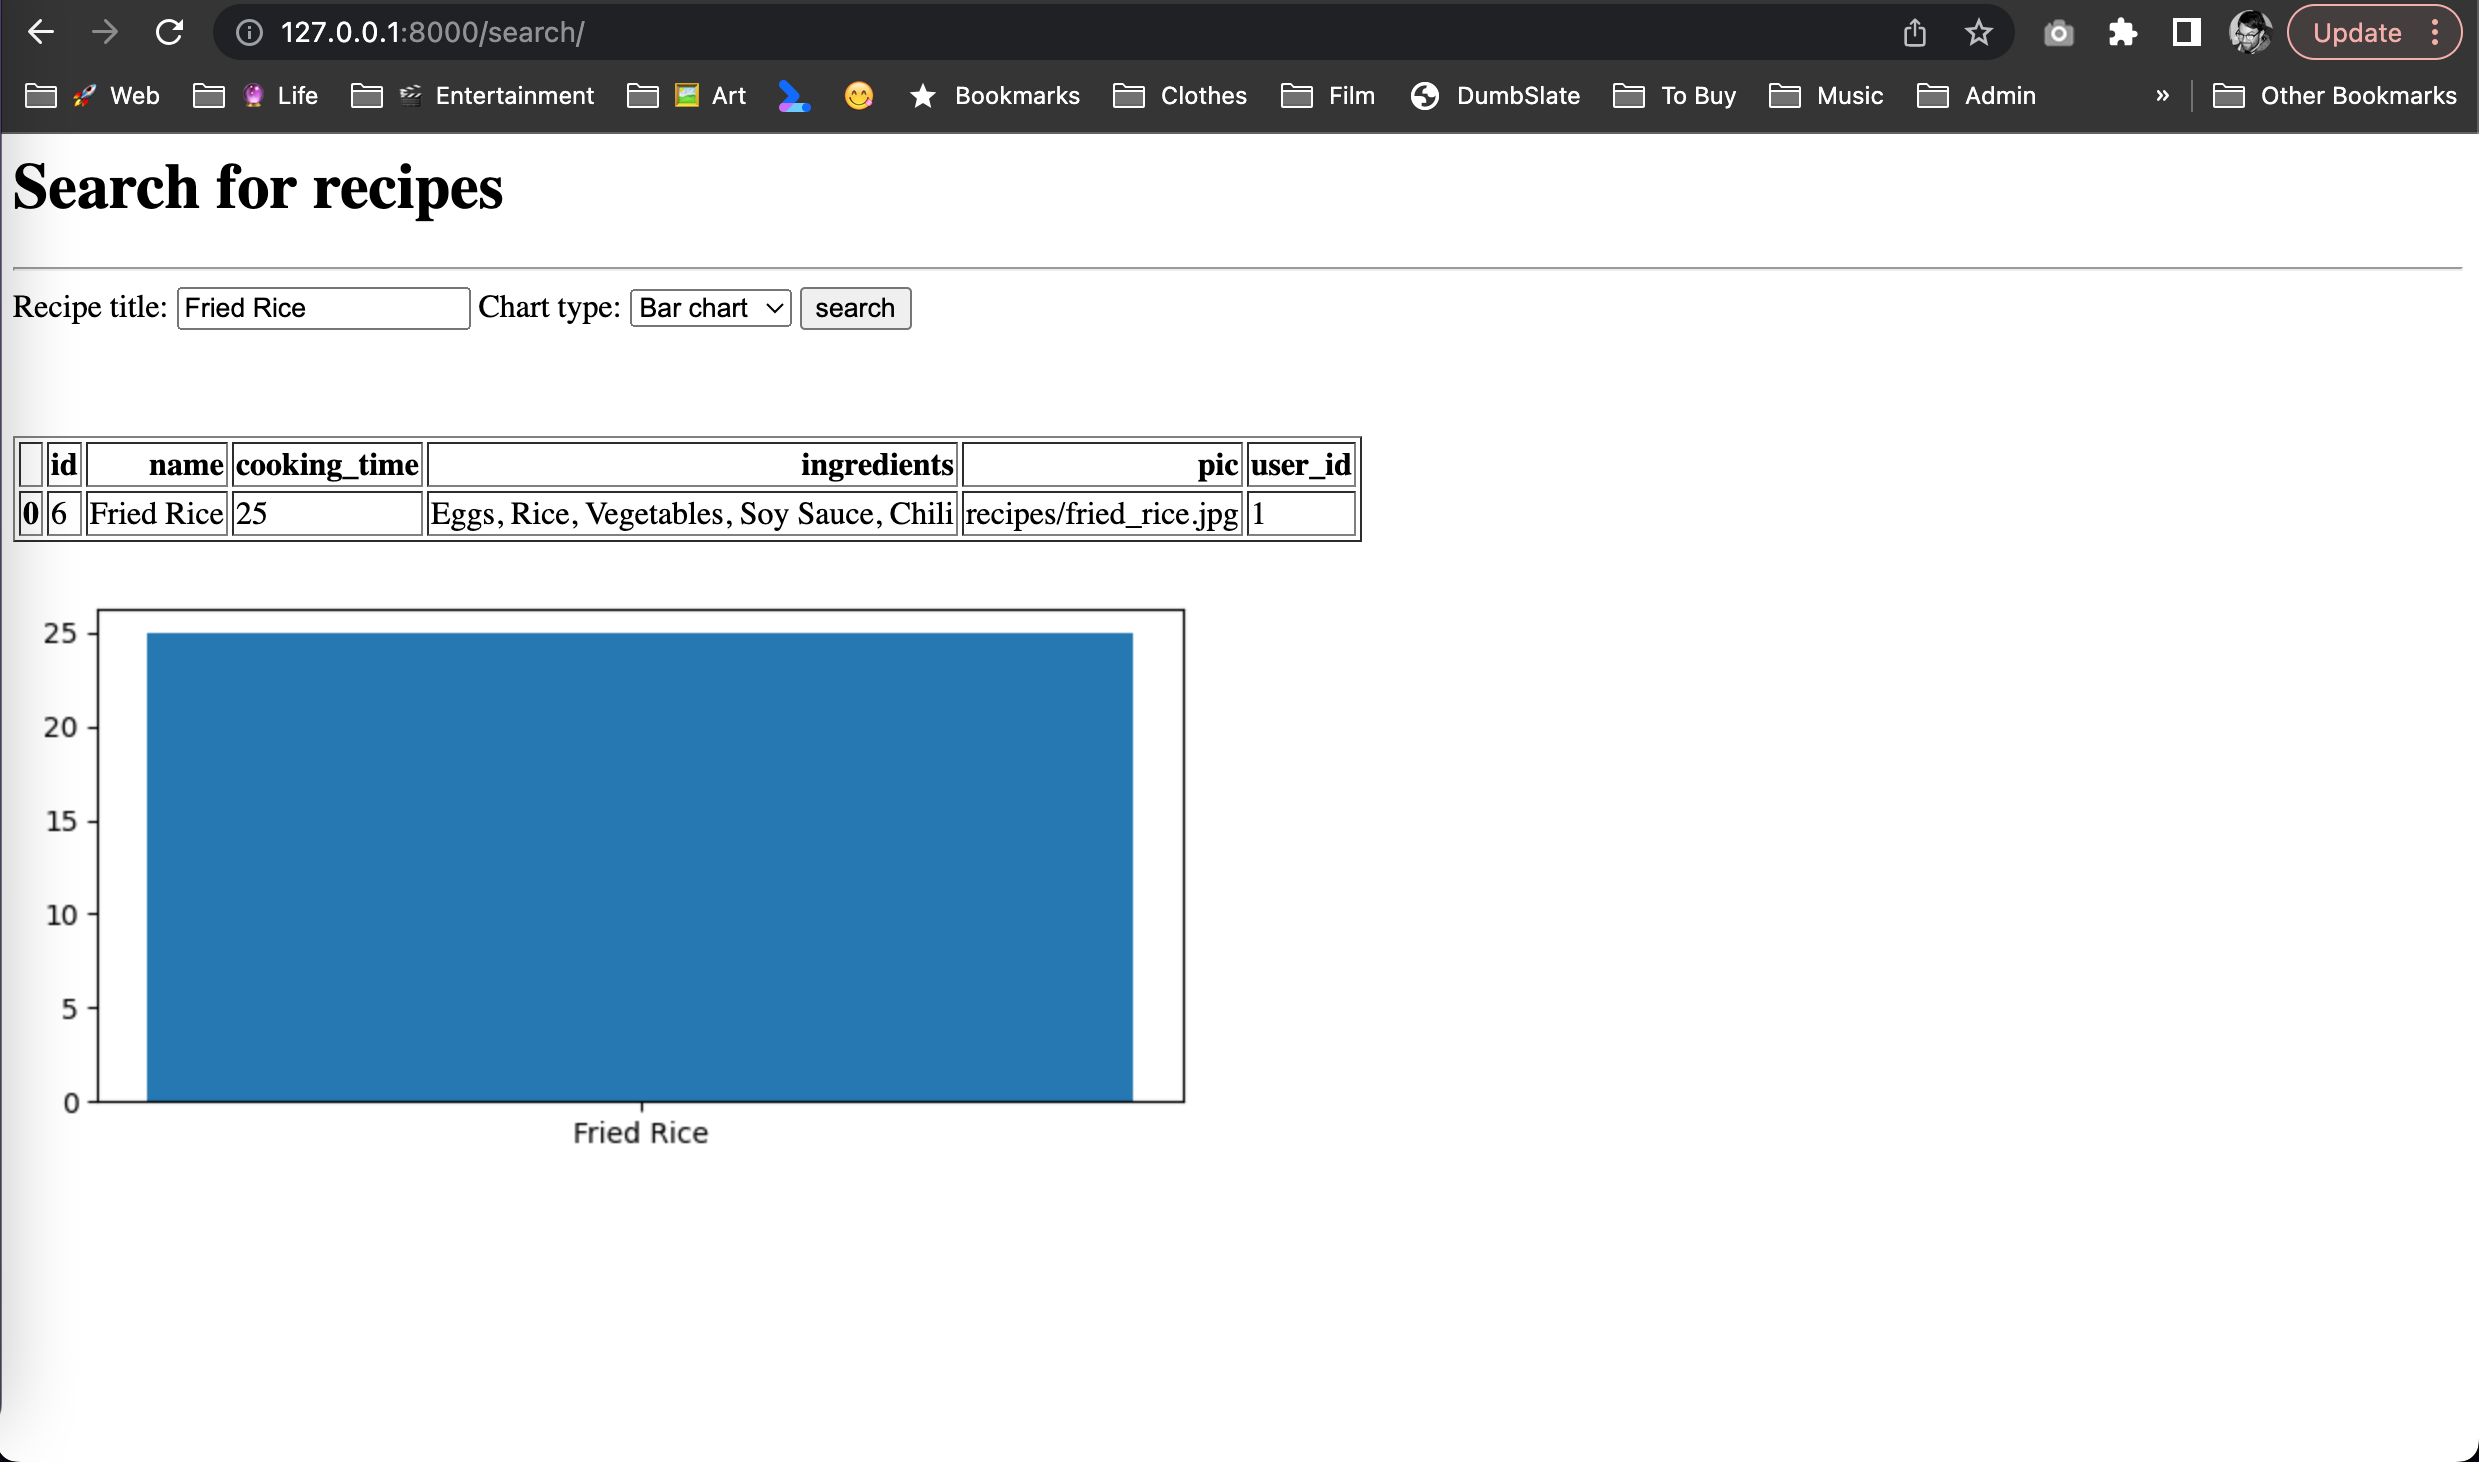 127.0.0.1:8000/search/
Update
Web Life Entertainment Art Bookmarks Clothes Film DumbSlate To Buy Music Admin » Other Bookmarks
Search for recipes
Recipe title: Fried Rice Chart type: Bar chart search
id name cooking_time ingredients pic user_id
0 6 Fried Rice 25 Eggs, Rice, Vegetables, Soy Sauce, Chili recipes/fried_rice.jpg 1
25
20
15
10
5
0
Fried Rice